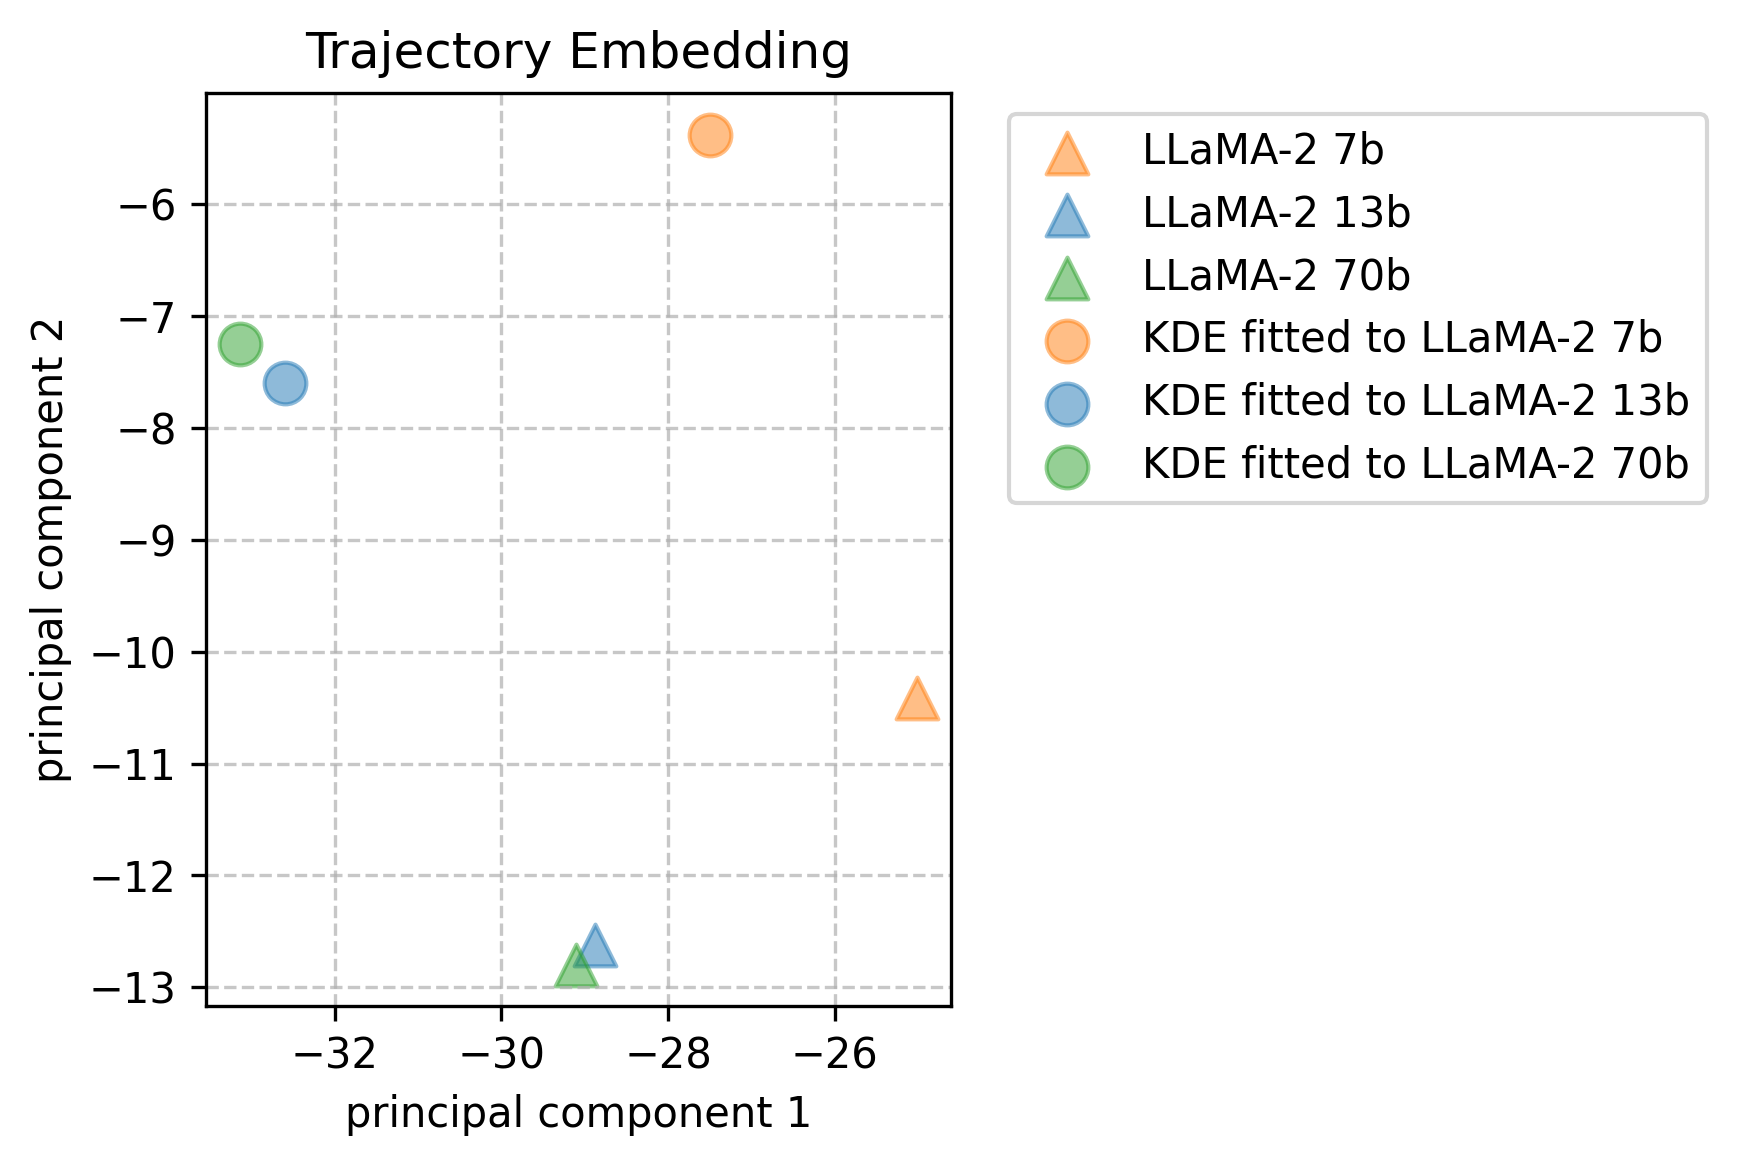 Trajectory Embedding
LLaMA-2 7b
LLaMA-2 13b
LLaMA-2 70b
KDE fitted to LLaMA-2 7b
KDE fitted to LLaMA-2 13b
KDE fitted to LLaMA-2 70b
principal component 2
−6
−7
−8
−9
−10
−11
−12
−13
−32 −30 −28 −26
principal component 1